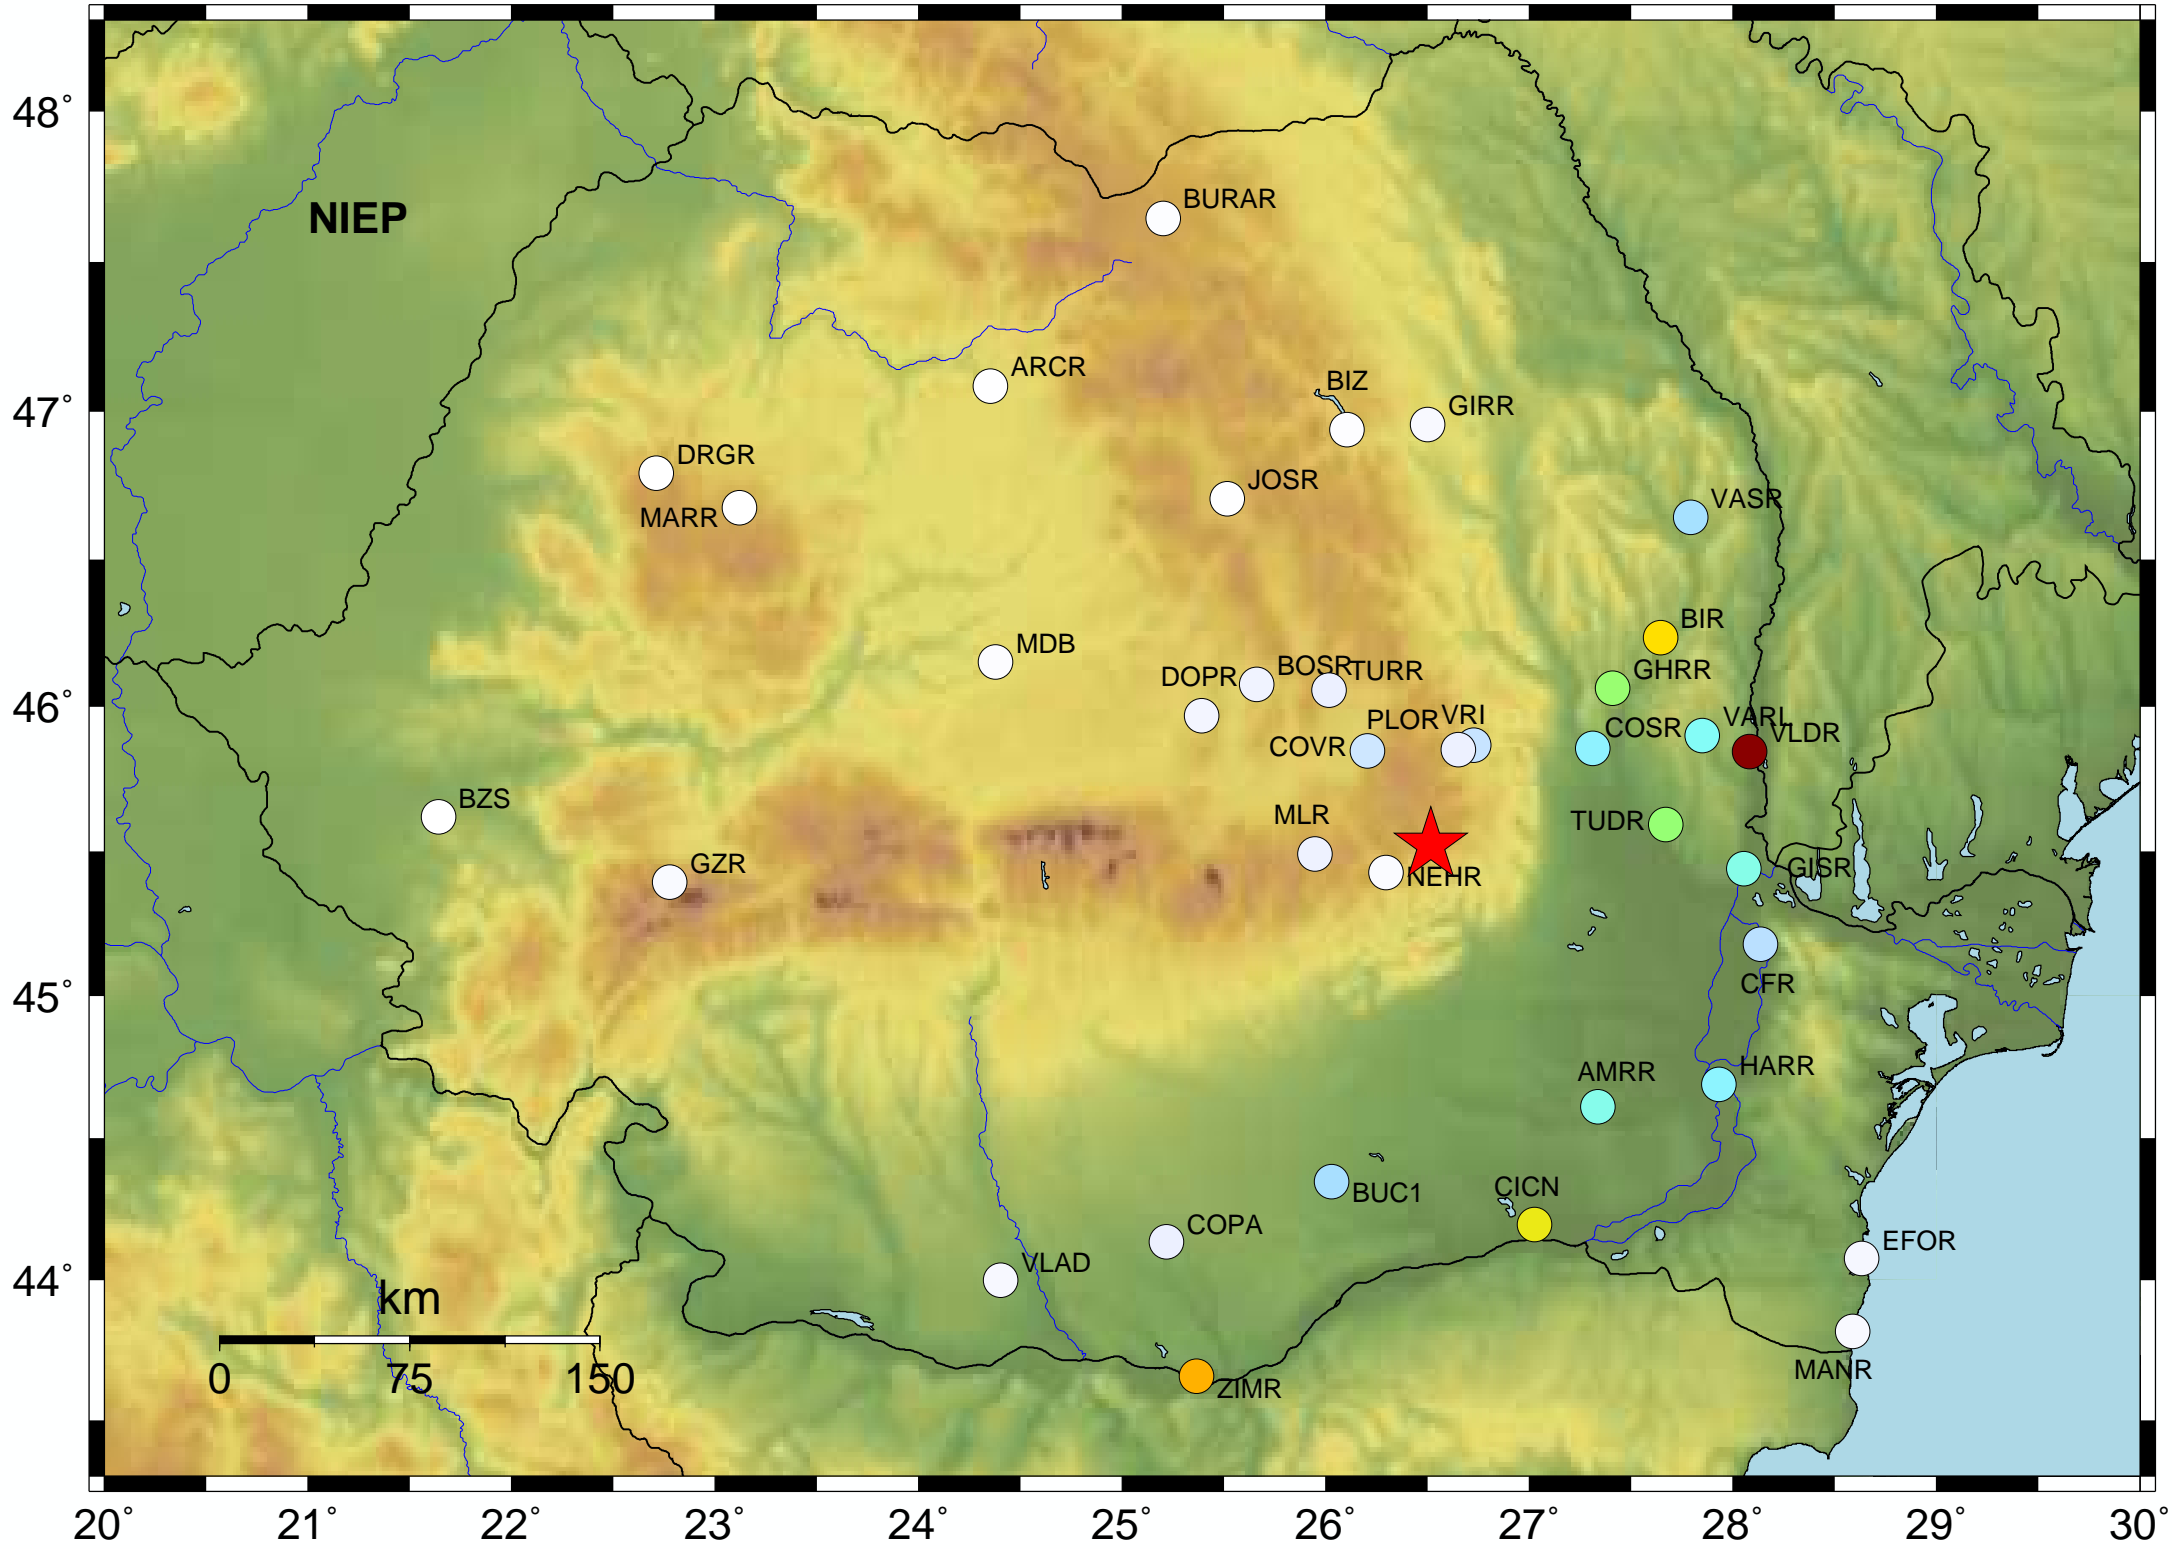 48°
BURAR
NIEP
ARCR
BIZ
GIRR
47°
DRGR
JOSR
MARR
VASR
BIR
MDB
BOSR
TURR
GHRR
DOPR
46°
PLOR
VRI
VARL
COSR
VLDR
COVR
BZS
MLR
TUDR
GZR
NEHR
GISR
45°
CFR
AMRR
HARR
BUC1
CICN
COPA
EFOR
VLAD
44°
km
0
75
150
MANR
ZIMR
20°
21°
22°
23°
24°
25°
26°
27°
28°
29°
30°